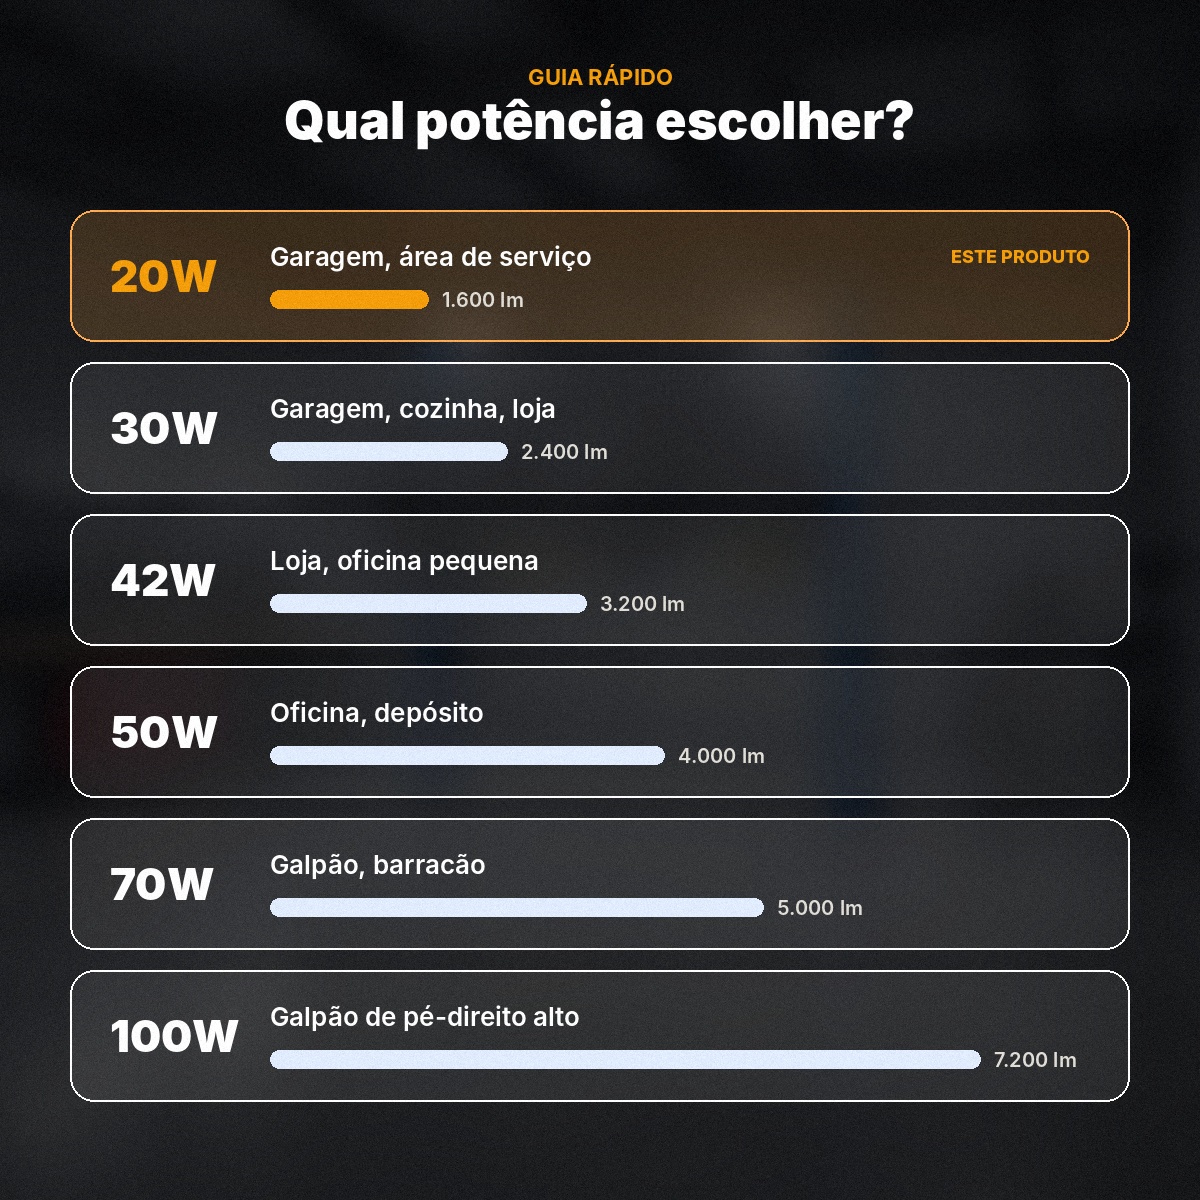 GUIA RÁPIDO
Qual potência escolher?
20W
Garagem, área de serviço
ESTE PRODUTO
1.600 lm
30W
Garagem, cozinha, loja
2.400 lm
42W
Loja, oficina pequena
3.200 lm
50W
Oficina, depósito
4.000 lm
70W
Galpão, barracão
5.000 lm
100W
Galpão de pé-direito alto
7.200 lm